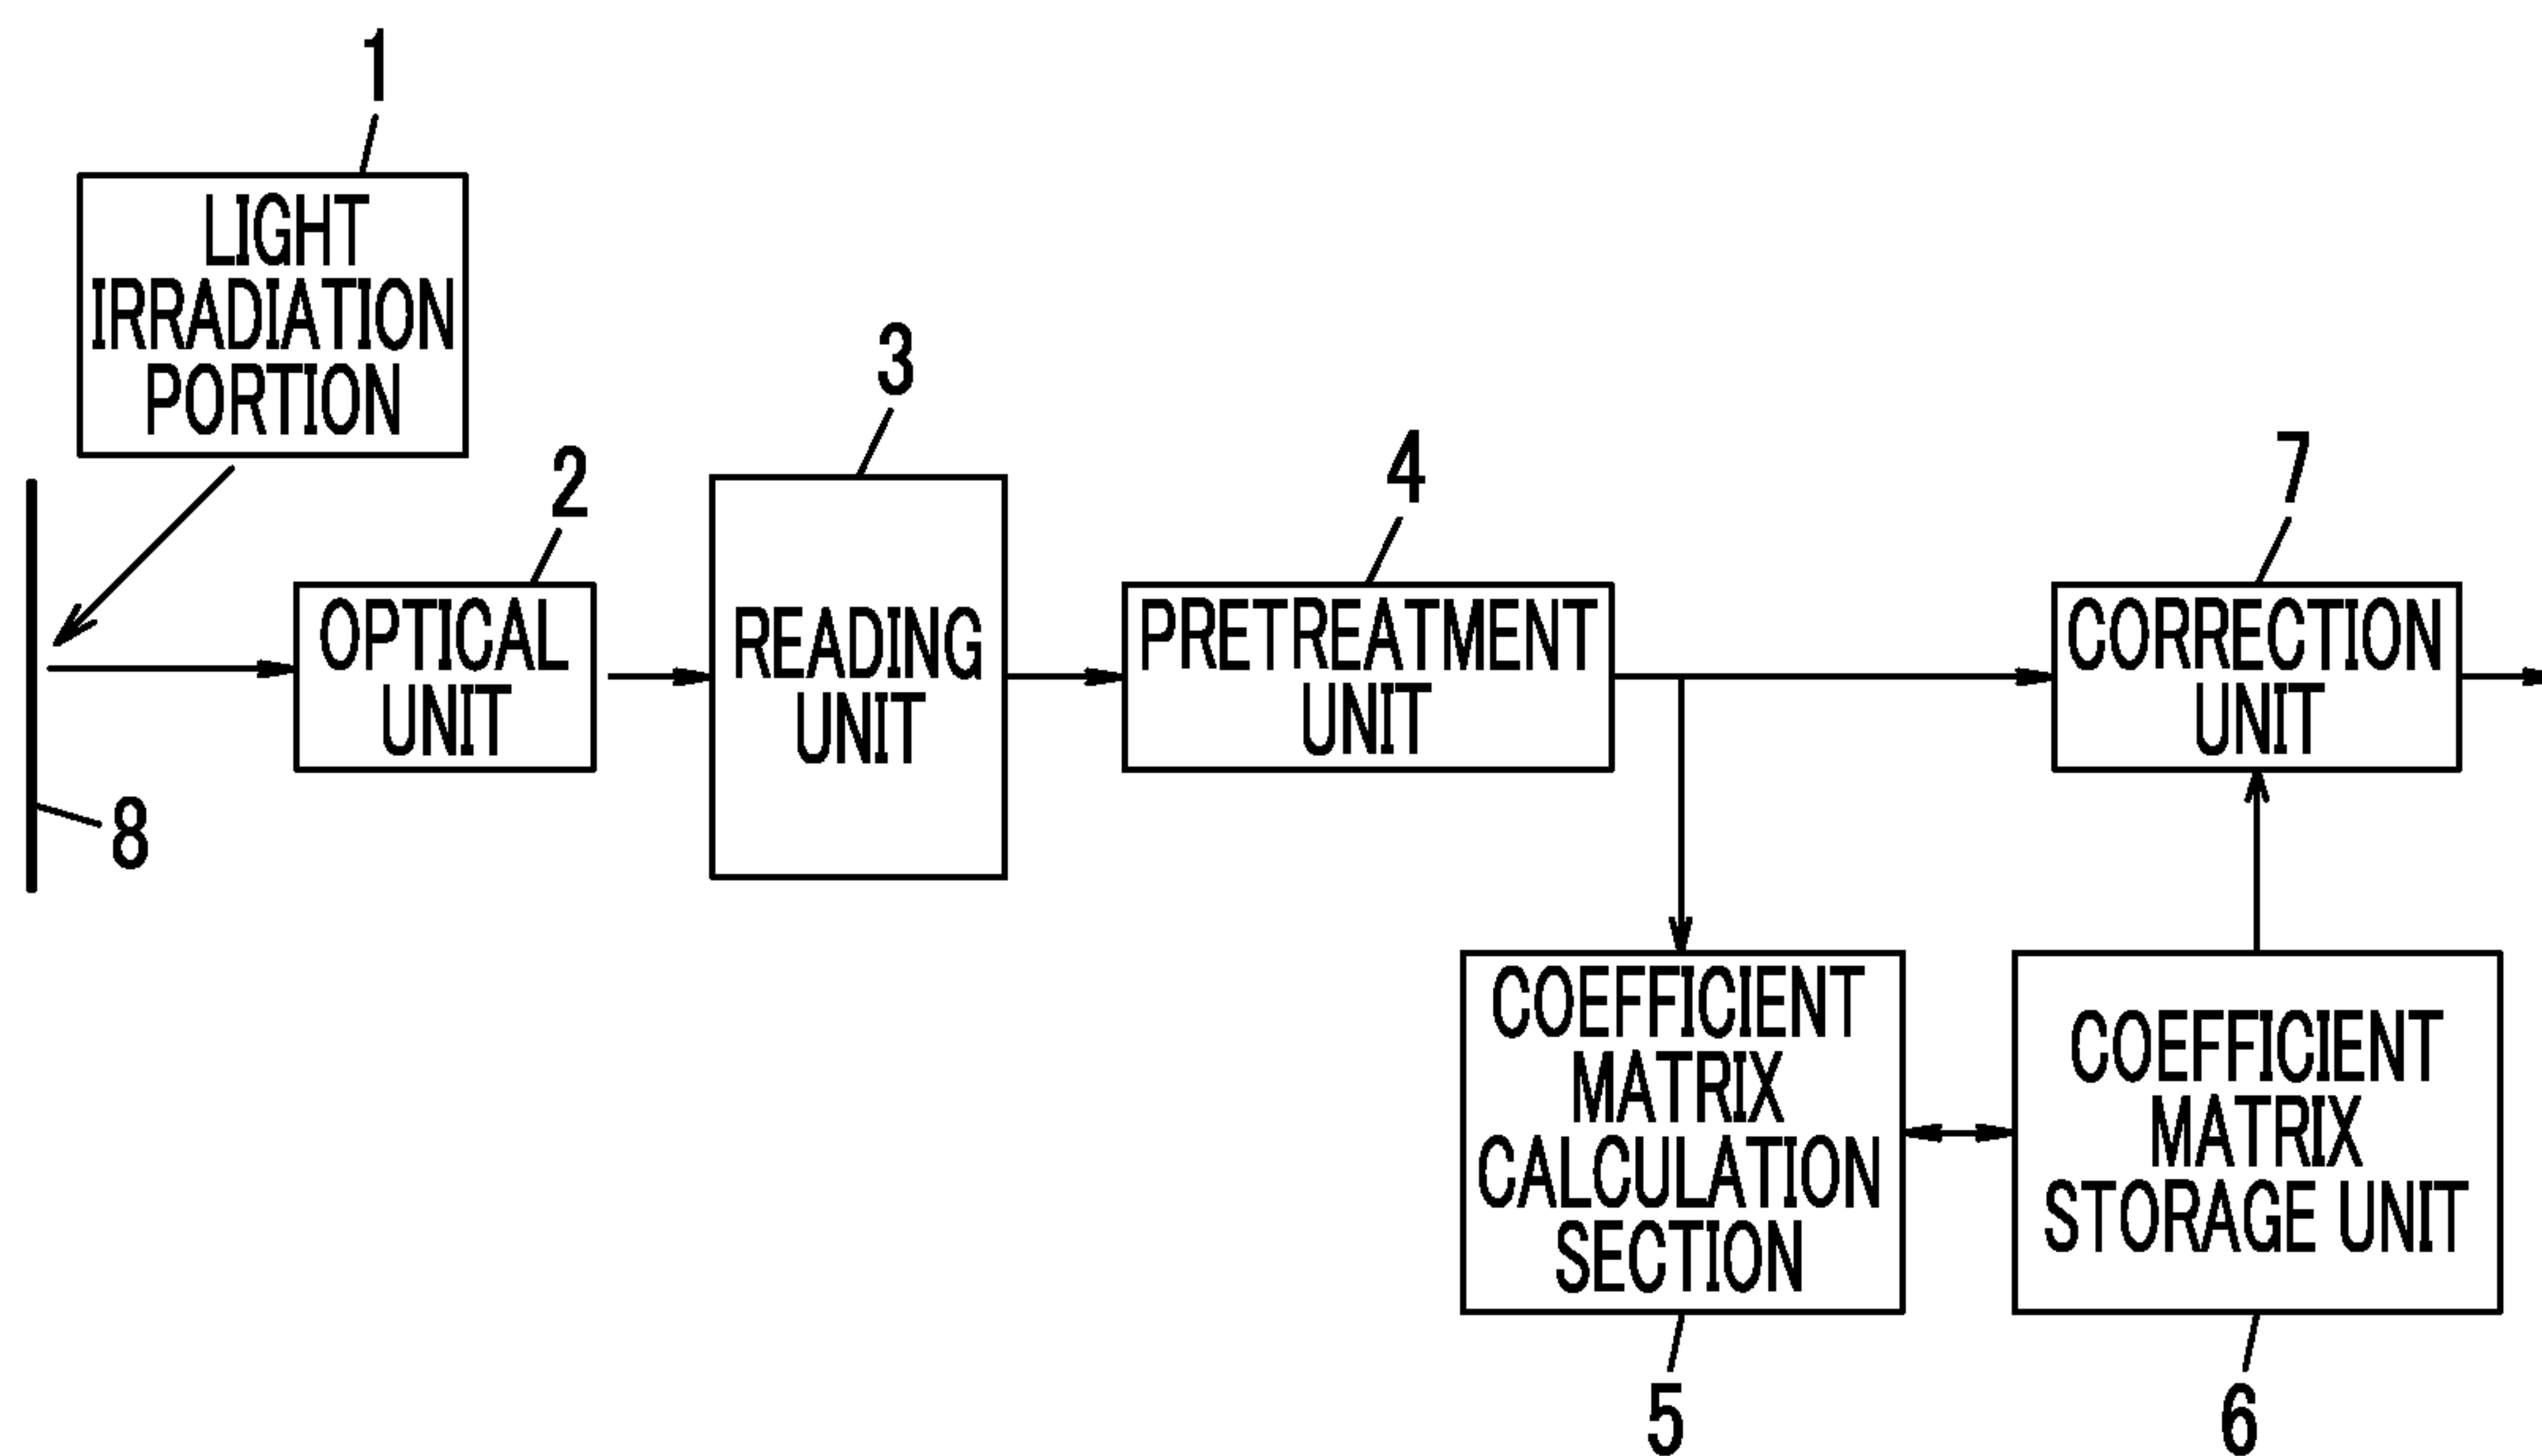 1
LIGHT
IRRADIATION
PORTION
2
OPTICAL
UNIT
3
READING
UNIT
4
PRETREATMENT
UNIT
7
CORRECTION
UNIT
8
COEFFICIENT
MATRIX
CALCULATION
SECTION
5
COEFFICIENT
MATRIX
STORAGE UNIT
6